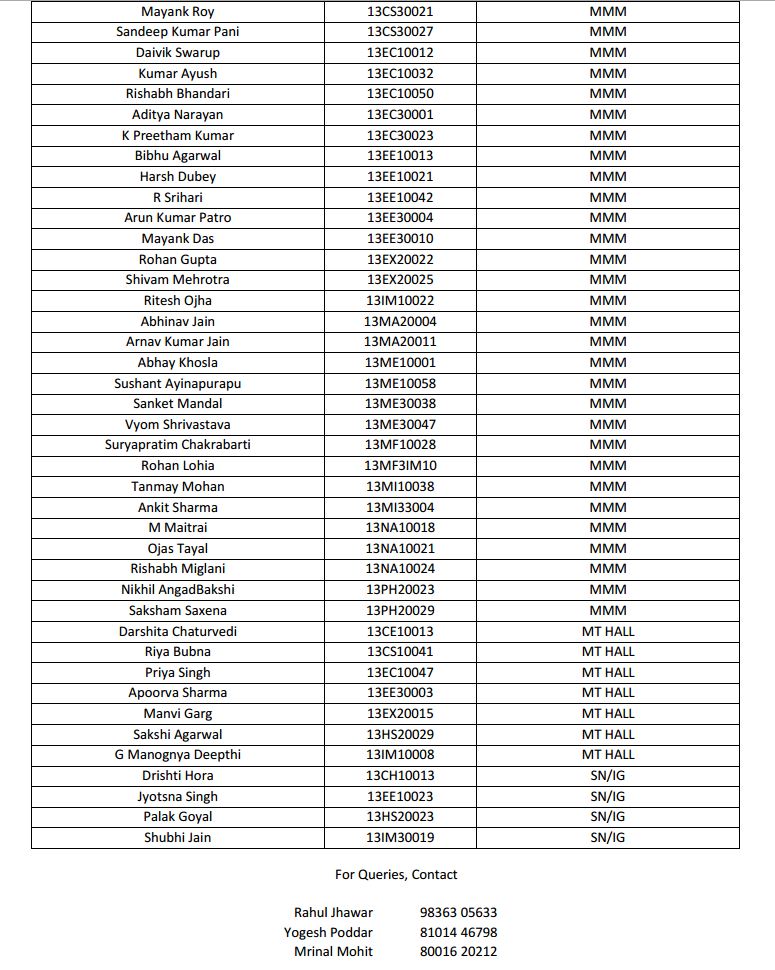 Mayank Roy 13CS30021 MMM
Sandeep Kumar Pani 13CS30027 MMM
Daivik Swarup 13EC10012 MMM
Kumar Ayush 13EC10032 MMM
Rishabh Bhandari 13EC10050 MMM
Aditya Narayan 13EC30001 MMM
K Preetham Kumar 13EC30023 MMM
Bibhu Agarwal 13EE10013 MMM
Harsh Dubey 13EE10021 MMM
R Srihari 13EE10042 MMM
Arun Kumar Patro 13EE30004 MMM
Mayank Das 13EE30010 MMM
Rohan Gupta 13EX20022 MMM
Shivam Mehrotra 13EX20025 MMM
Ritesh Ojha 13IM10022 MMM
Abhinav Jain 13MA20004 MMM
Arnav Kumar Jain 13MA20011 MMM
Abhay Khosla 13ME10001 MMM
Sushant Ayinapurapu 13ME10058 MMM
Sanket Mandal 13ME30038 MMM
Vyom Shrivastava 13ME30047 MMM
Suryapratim Chakrabarti 13MF10028 MMM
Rohan Lohia 13MF3IM10 MMM
Tanmay Mohan 13MI10038 MMM
Ankit Sharma 13MI33004 MMM
M Maitrai 13NA10018 MMM
Ojas Tayal 13NA10021 MMM
Rishabh Miglani 13NA10024 MMM
Nikhil AngadBakshi 13PH20023 MMM
Saksham Saxena 13PH20029 MMM
Darshita Chaturvedi 13CE10013 MT HALL
Riya Bubna 13CS10041 MT HALL
Priya Singh 13EC10047 MT HALL
Apoorva Sharma 13EE30003 MT HALL
Manvi Garg 13EX20015 MT HALL
Sakshi Agarwal 13HS20029 MT HALL
G Manognya Deepthi 13IM10008 MT HALL
Drishti Hora 13CH10013 SN/IG
Jyotsna Singh 13EE10023 SN/IG
Palak Goyal 13HS20023 SN/IG
Shubhi Jain 13IM30019 SN/IG
For Queries, Contact
Rahul Jhawar 98363 05633
Yogesh Poddar 81014 46798
Mrinal Mohit 80016 20212